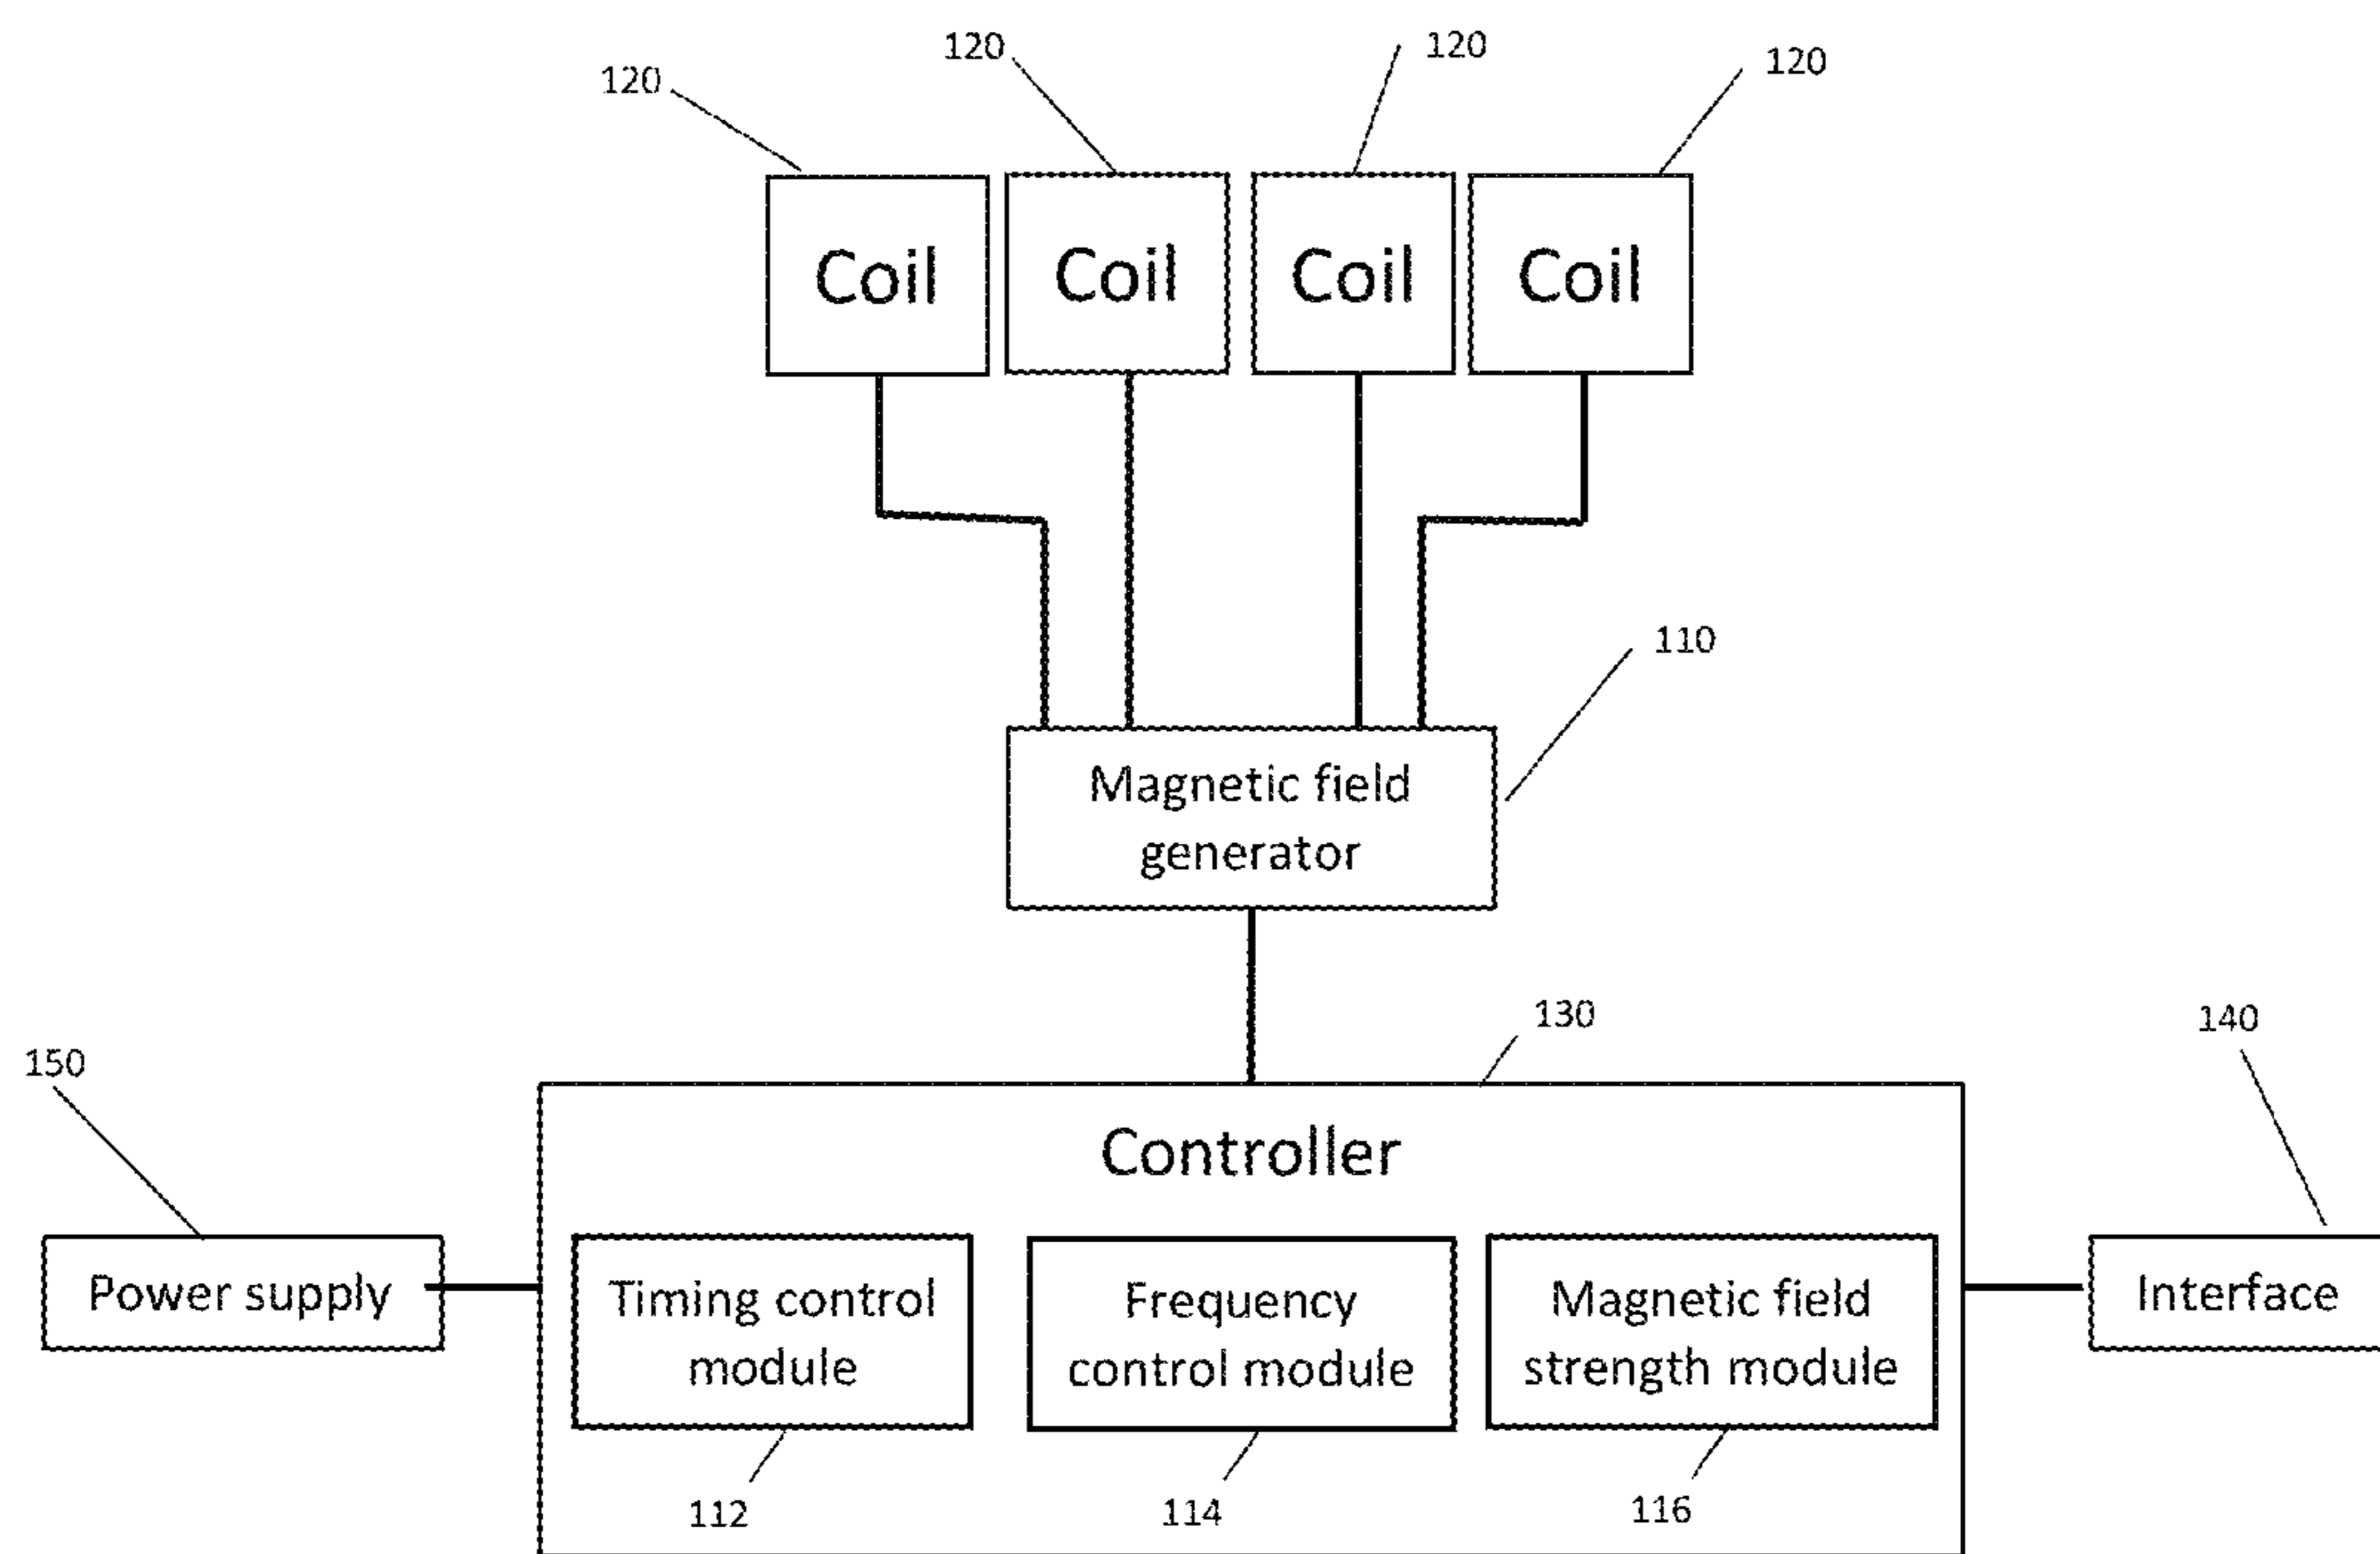 120
120
120
120
Coil
Coil
Coil
Coil
110
Magnetic field
generator
130
140
150
Controller
Power supply
Timing control
module
Frequency
control module
Magnetic field
strength module
Interface
112
114
116